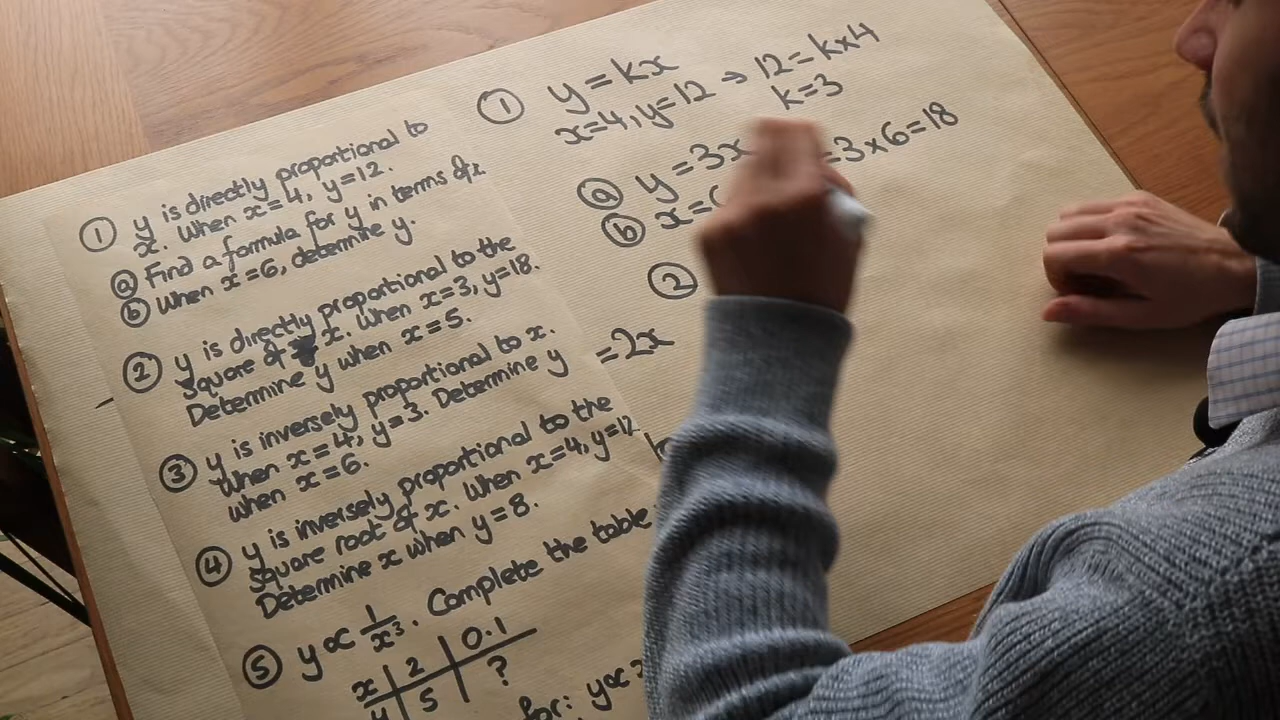 ① y is directly proportional to
x. When x=4, y=12.
ⓐ Find a formula for y in terms of x.
ⓑ When x=6, determine y.
② y is directly proportional to the
square of x. When x=3, y=18.
Determine y when x=5.
③ y is inversely proportional to x.
When x=4, y=3. Determine y
when x=6.
④ y is inversely proportional to the
square root of x. When x=4, y=12.
Determine x when y=8.
⑤ y∝1/x³. Complete the table
x 2 0.1
y 5 ?
for: y∝
① y=kx
x=4, y=12 → 12=k×4
k=3
ⓐ y=3x
ⓑ x= =3×6=18
②
=2x